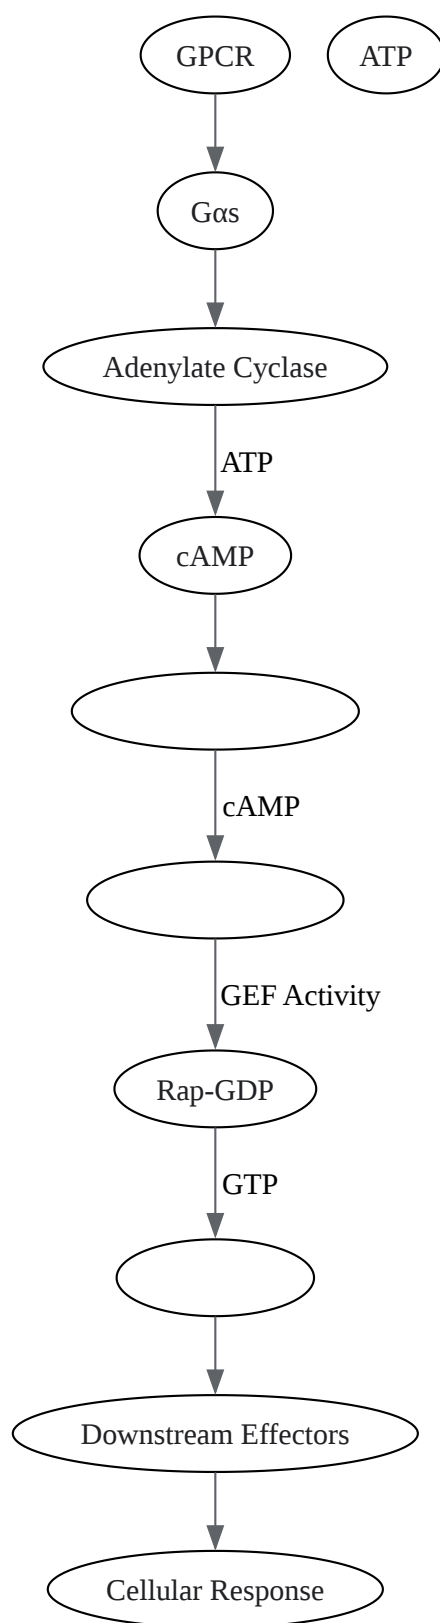 GPCR
ATP
Gαs
Adenylate Cyclase
ATP
cAMP
cAMP
GEF Activity
Rap-GDP
GTP
Downstream Effectors
Cellular Response